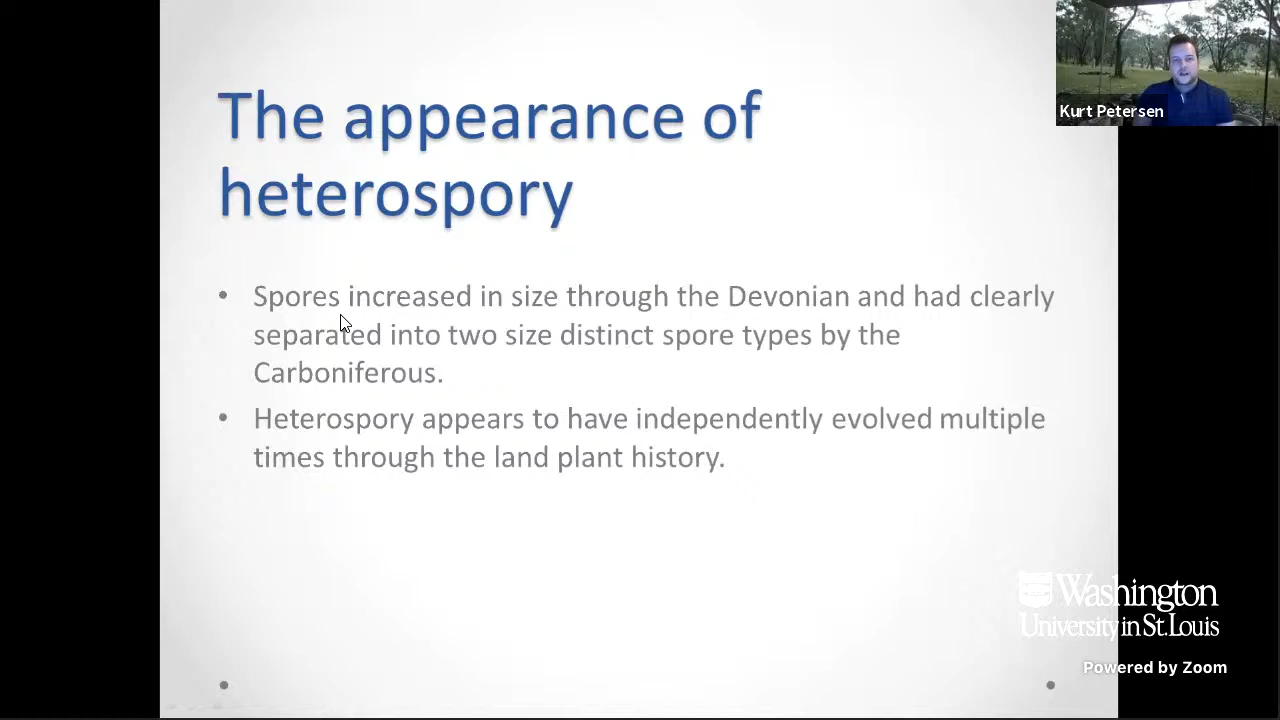 The appearance of
heterospory
• Spores increased in size through the Devonian and had clearly
separated into two size distinct spore types by the
Carboniferous.
• Heterospory appears to have independently evolved multiple
times through the land plant history.
Kurt Petersen
Washington
University in St. Louis
Powered by Zoom